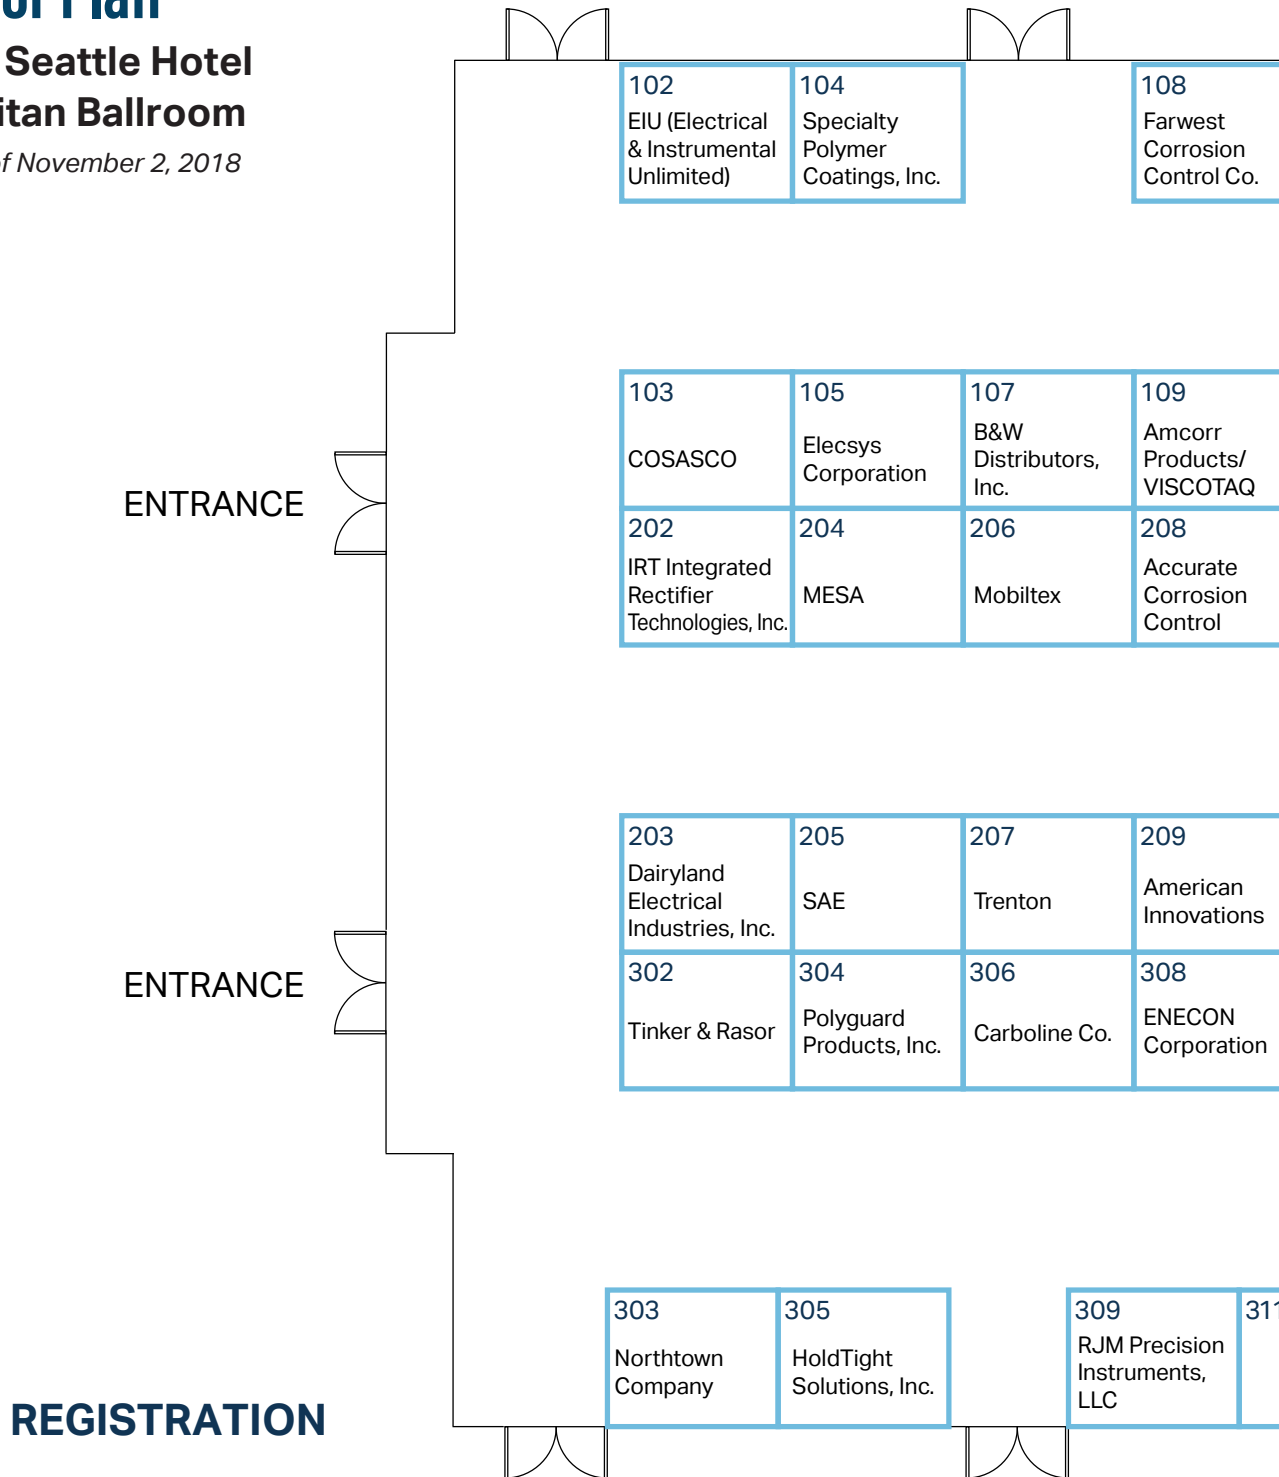 or Plan
Seattle Hotel
itan Ballroom
of November 2, 2018
102
EIU (Electrical
& Instrumental
Unlimited)
104
Specialty
Polymer
Coatings, Inc.
108
Farwest
Corrosion
Control Co.
103
COSASCO
105
Elecsys
Corporation
107
B&W
Distributors,
Inc.
109
Amcorr
Products/
VISCOTAQ
ENTRANCE
202
IRT Integrated
Rectifier
Technologies, Inc.
204
MESA
206
Mobiltex
208
Accurate
Corrosion
Control
203
Dairyland
Electrical
Industries, Inc.
205
SAE
207
Trenton
209
American
Innovations
ENTRANCE
302
Tinker & Rasor
304
Polyguard
Products, Inc.
306
Carboline Co.
308
ENECON
Corporation
303
Northtown
Company
305
HoldTight
Solutions, Inc.
309
RJM Precision
Instruments,
LLC
311
REGISTRATION